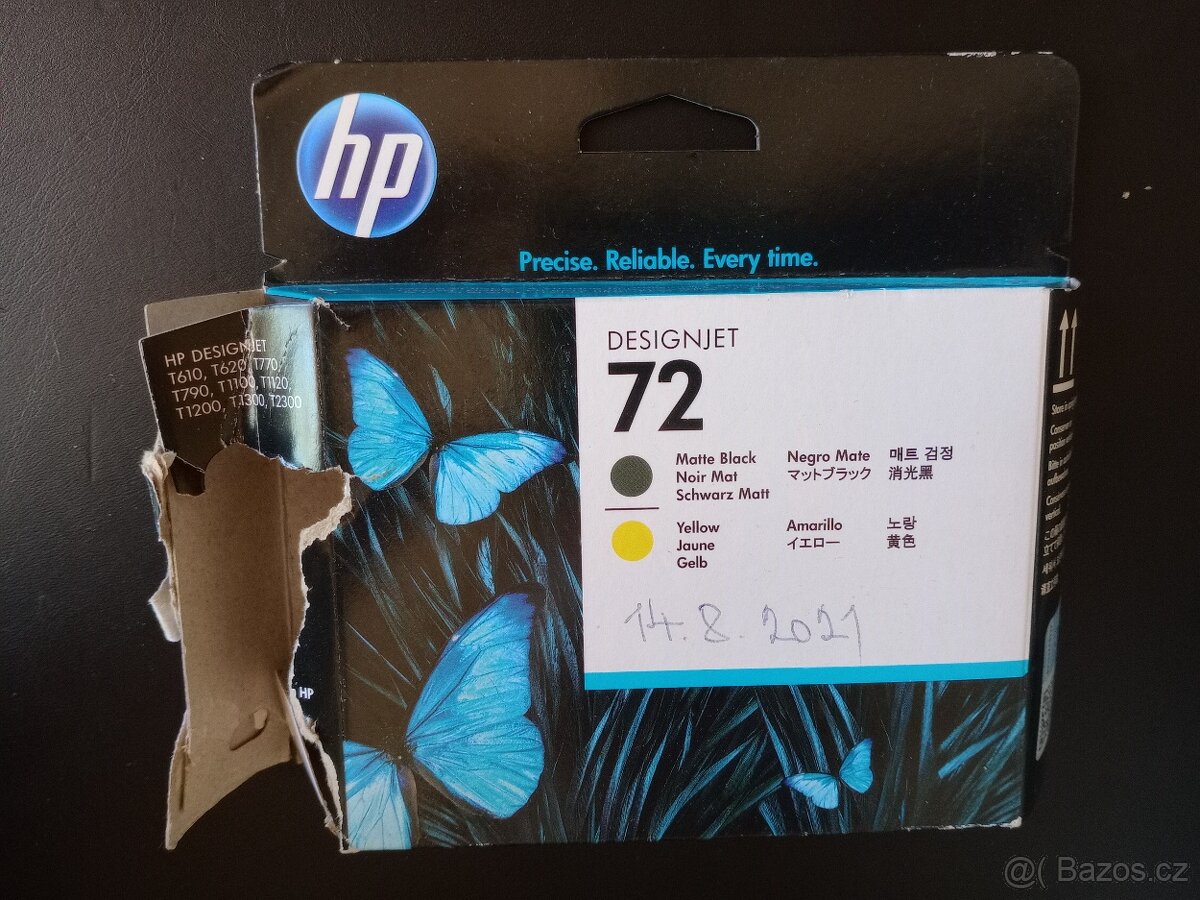 hp
Precise. Reliable. Every time.
HP DESIGNJET
T610, T620, T770,
T790, T1100, T1120,
T1200, T1300, T2300
DESIGNJET
72
Matte Black Negro Mate 매트 검정
Noir Mat マットブラック 消光黑
Schwarz Matt
Yellow Amarillo 노랑
Jaune イエロー 黃色
Gelb
14.8.2021
HP
@( Bazos.cz